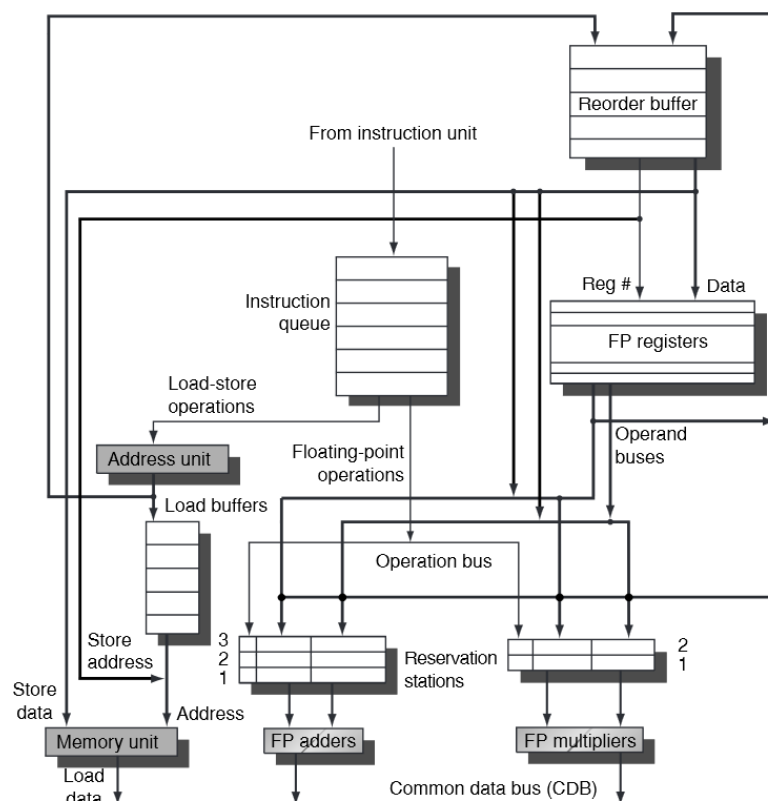 Reorder buffer
From instruction unit
Reg #
Data
Instruction
queue
FP registers
Load-store
operations
Operand
buses
Address unit
Floating-point
operations
Load buffers
Operation bus
Store
address
3
2
1
Reservation
stations
2
1
Store
data
Address
Memory unit
FP adders
FP multipliers
Load
data
Common data bus (CDB)